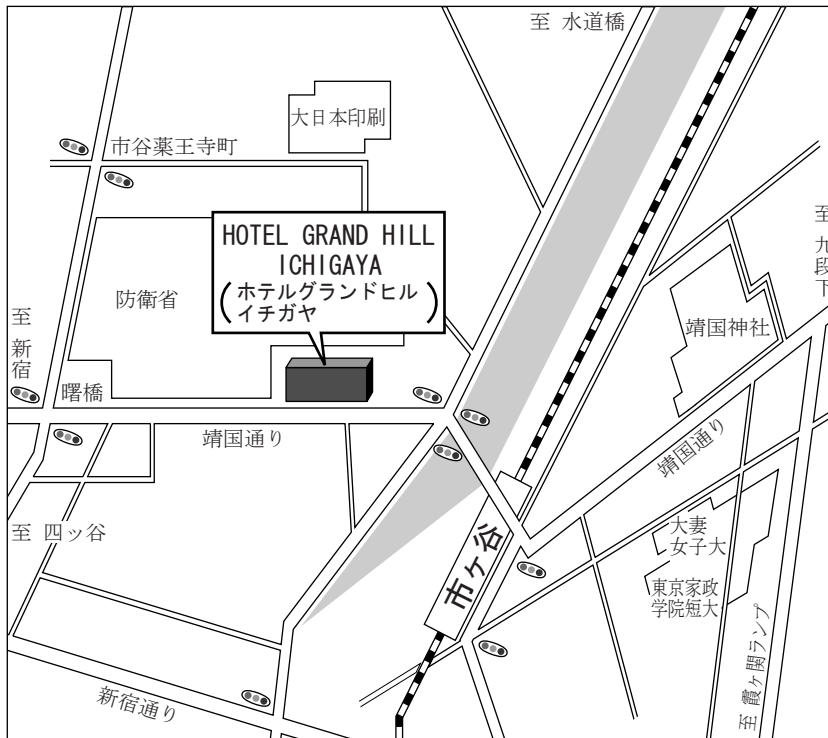 至 水道橋
大日本印刷
市谷薬王寺町
至 九段下
HOTEL GRAND HILL
ICHIGAYA
(ホテルグランドヒル
イチガヤ)
防衛省
至 新宿
靖国神社
曙橋
靖国通り
靖国通り
至 四ッ谷
市ヶ谷
大妻
女子大
東京家政
学院短大
新宿通り
至 霞ヶ関ランプ